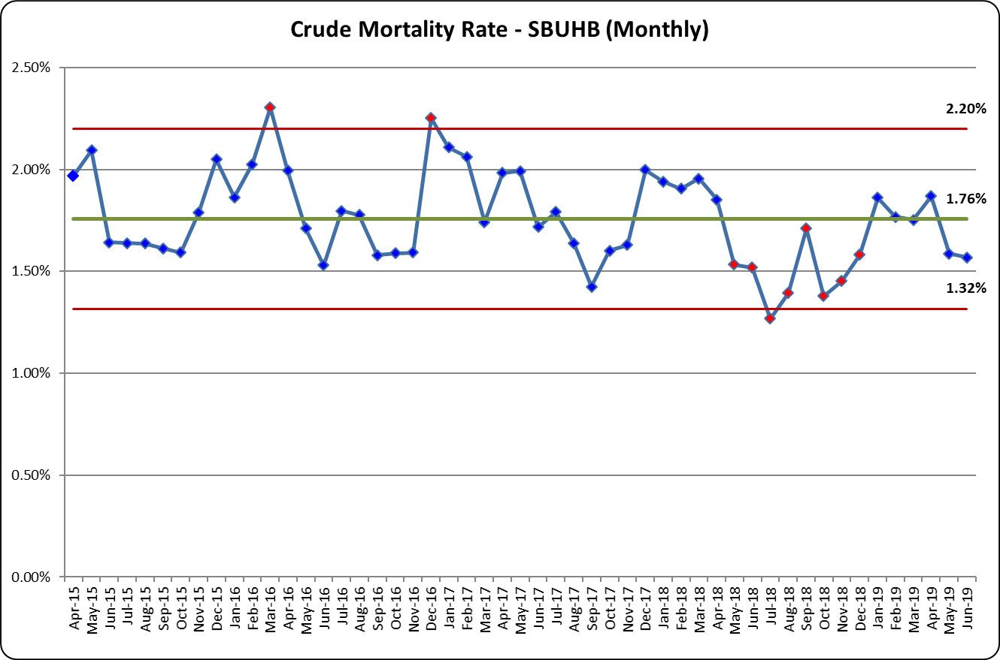 Crude Mortality Rate - SBUHB (Monthly)
2.50%
2.20%
2.00%
1.76%
1.50%
1.32%
1.00%
0.50%
0.00%
Apr-15
May-15
Jun-15
Jul-15
Aug-15
Sep-15
Oct-15
Nov-15
Dec-15
Jan-16
Feb-16
Mar-16
Apr-16
May-16
Jun-16
Jul-16
Aug-16
Sep-16
Oct-16
Nov-16
Dec-16
Jan-17
Feb-17
Mar-17
Apr-17
May-17
Jun-17
Jul-17
Aug-17
Sep-17
Oct-17
Nov-17
Dec-17
Jan-18
Feb-18
Mar-18
Apr-18
May-18
Jun-18
Jul-18
Aug-18
Sep-18
Oct-18
Nov-18
Dec-18
Jan-19
Feb-19
Mar-19
Apr-19
May-19
Jun-19